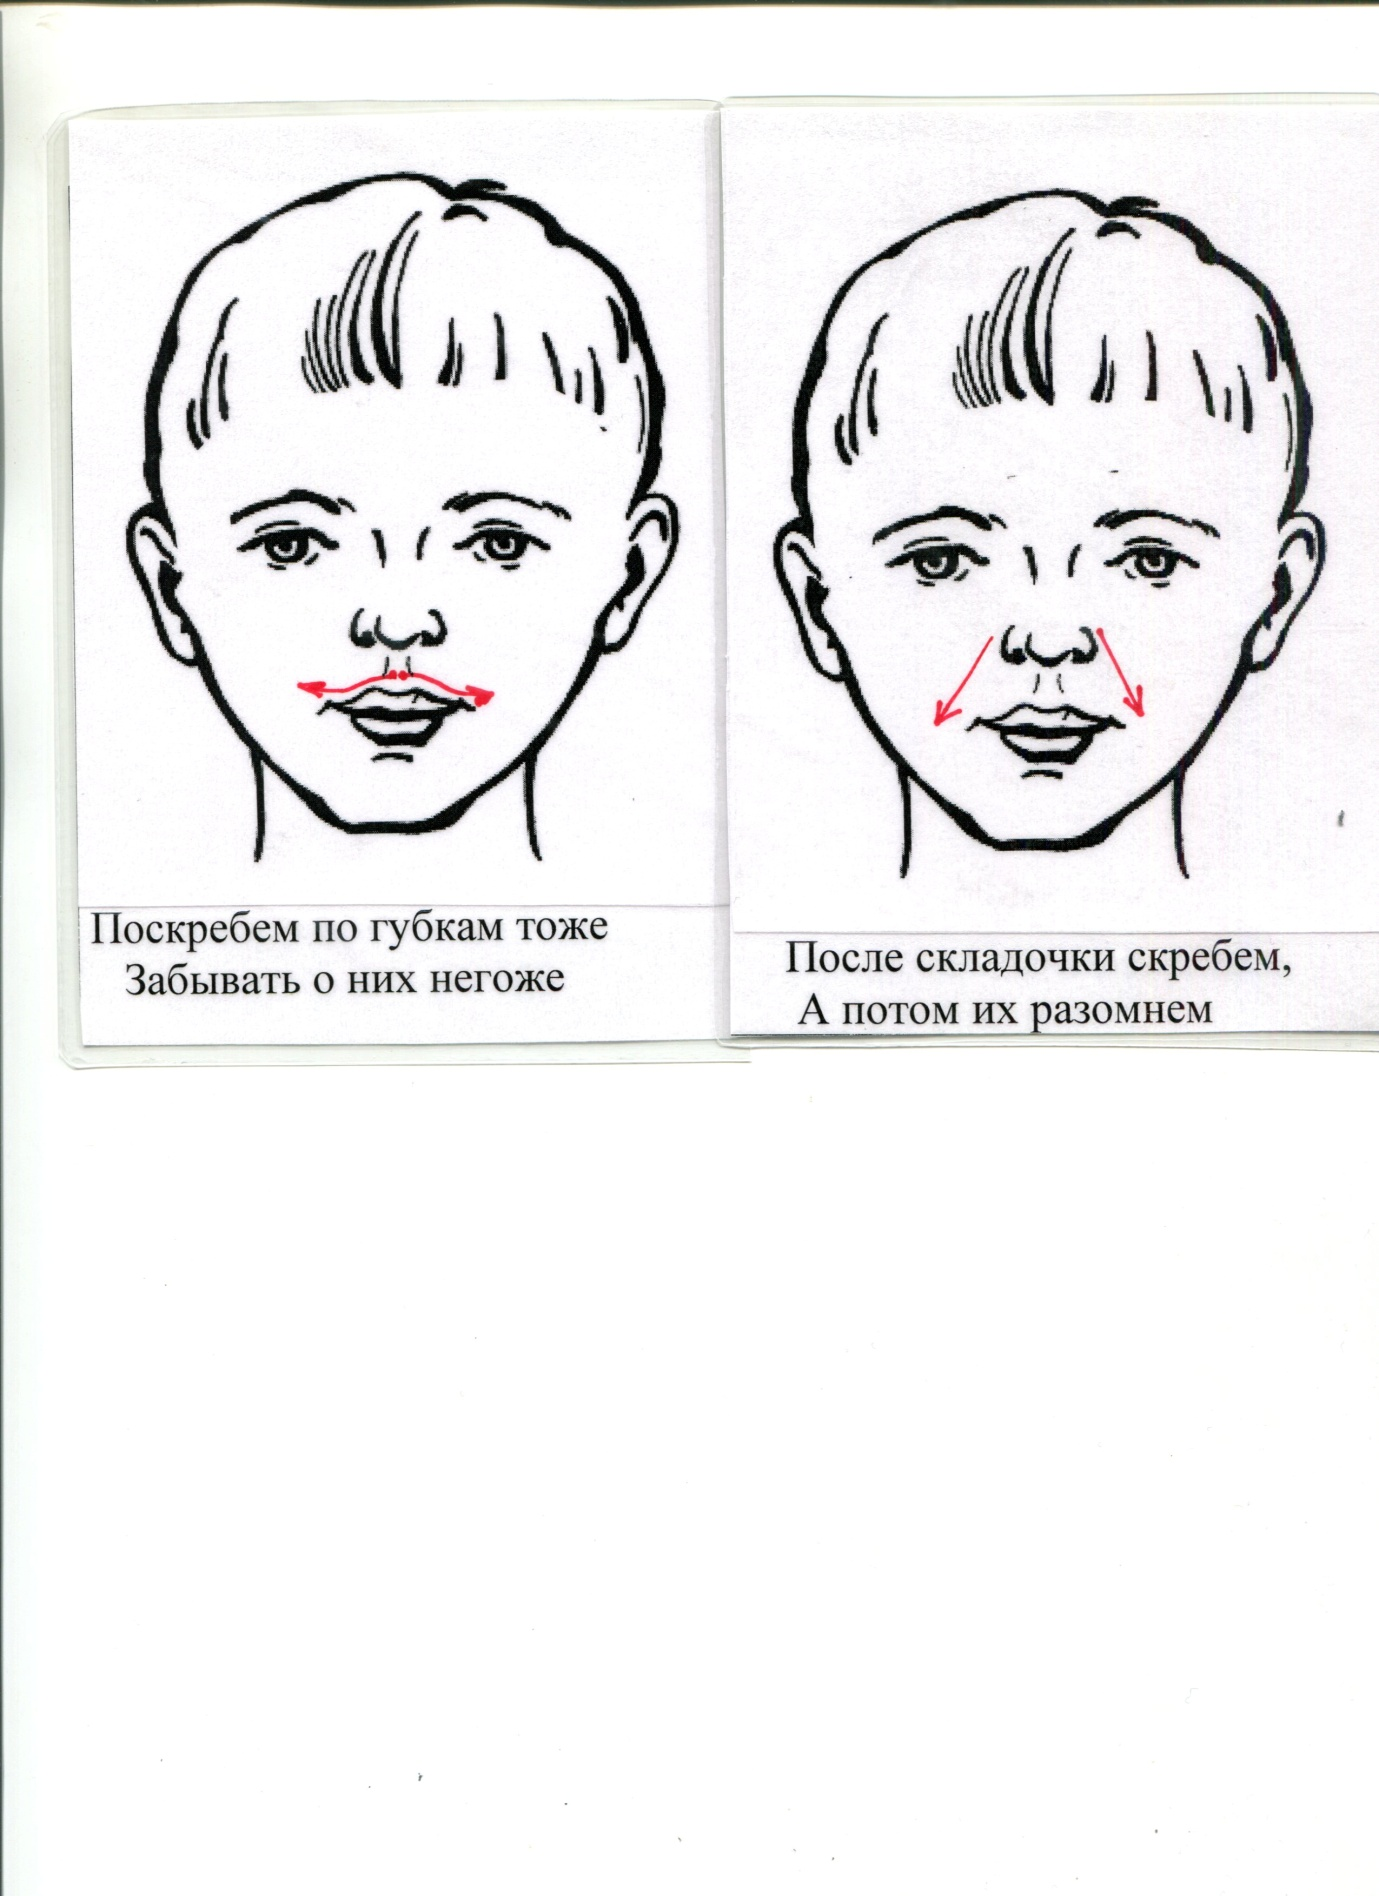 Поскребем по губкам тоже
Забывать о них негоже
После складочки скребем,
А потом их разомнем